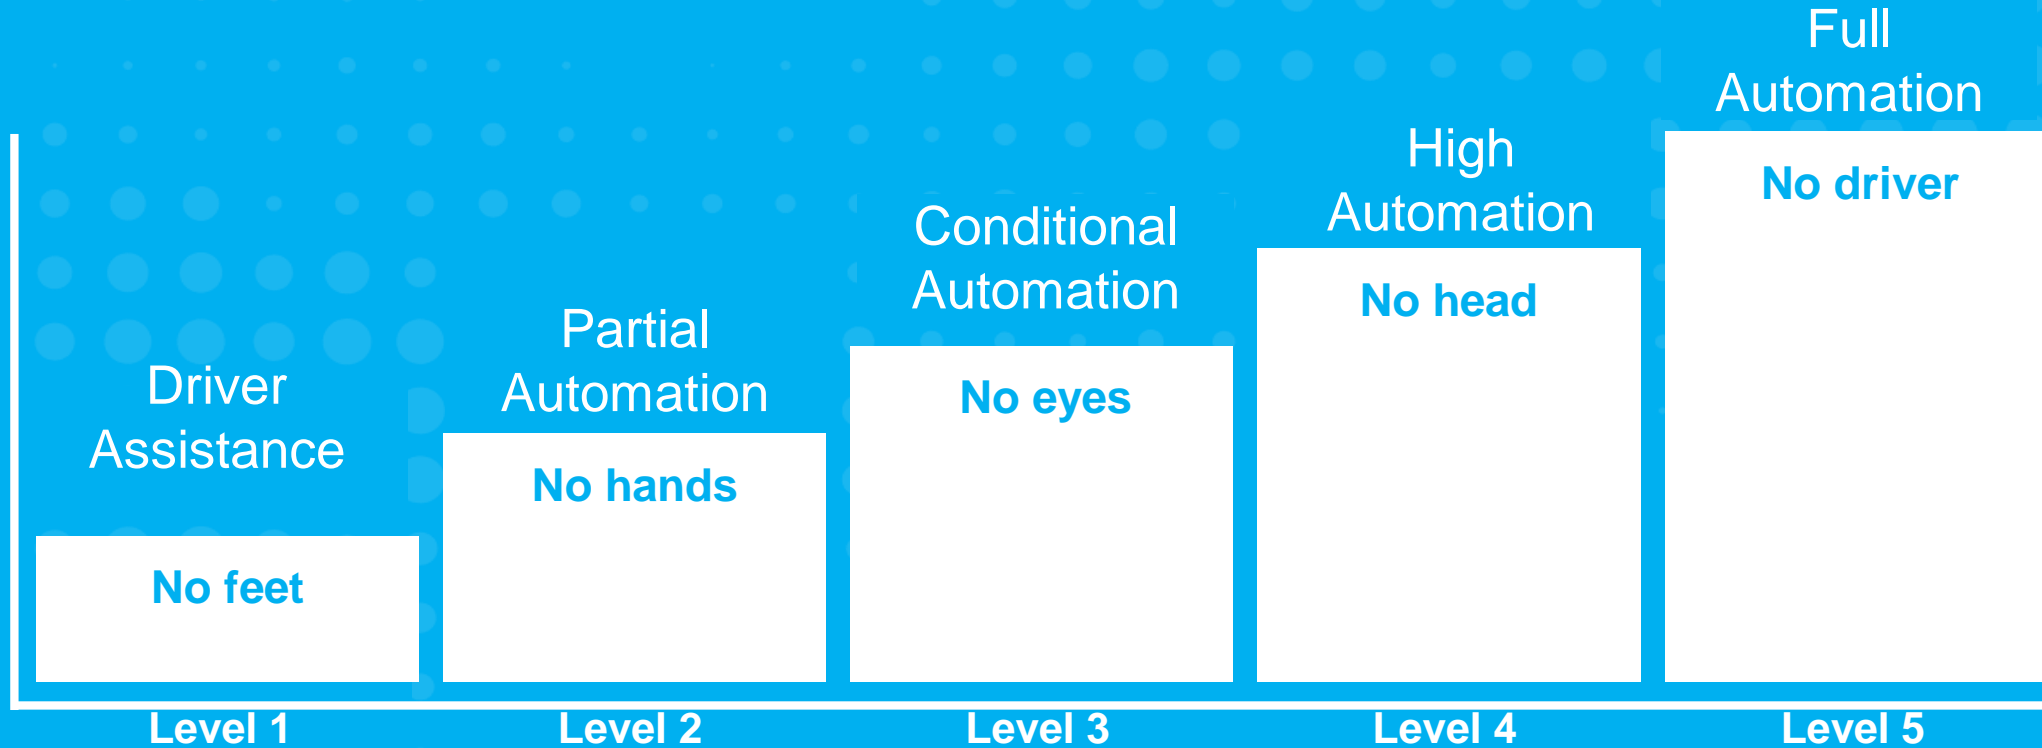 Driver
Assistance
No feet
Level 1
Partial
Automation
No hands
Level 2
Conditional
Automation
No eyes
Level 3
High
Automation
No head
Level 4
Full
Automation
No driver
Level 5